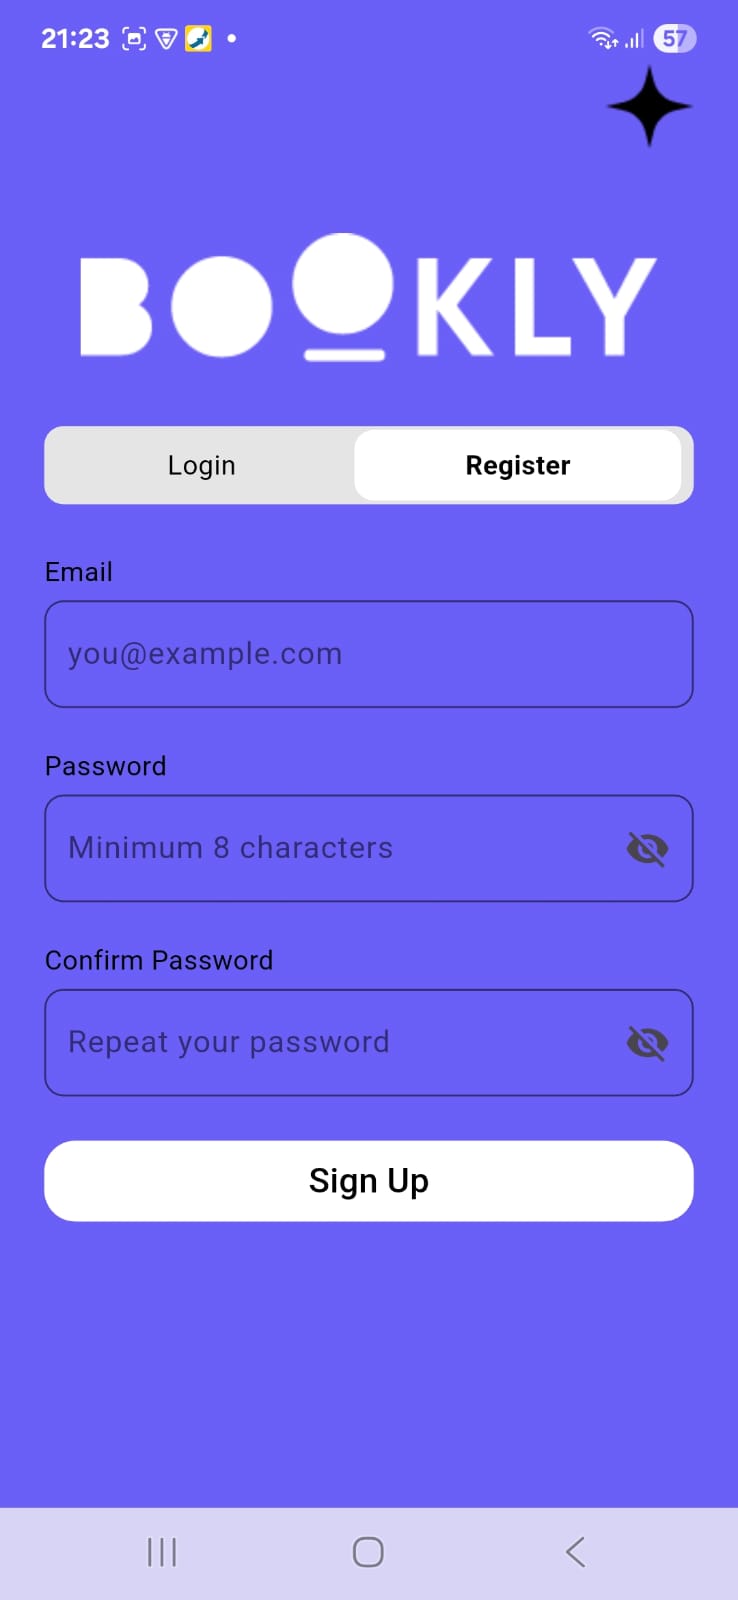 21:23
57
BOOKLY
Login
Register
Email
you@example.com
Password
Minimum 8 characters
Confirm Password
Repeat your password
Sign Up